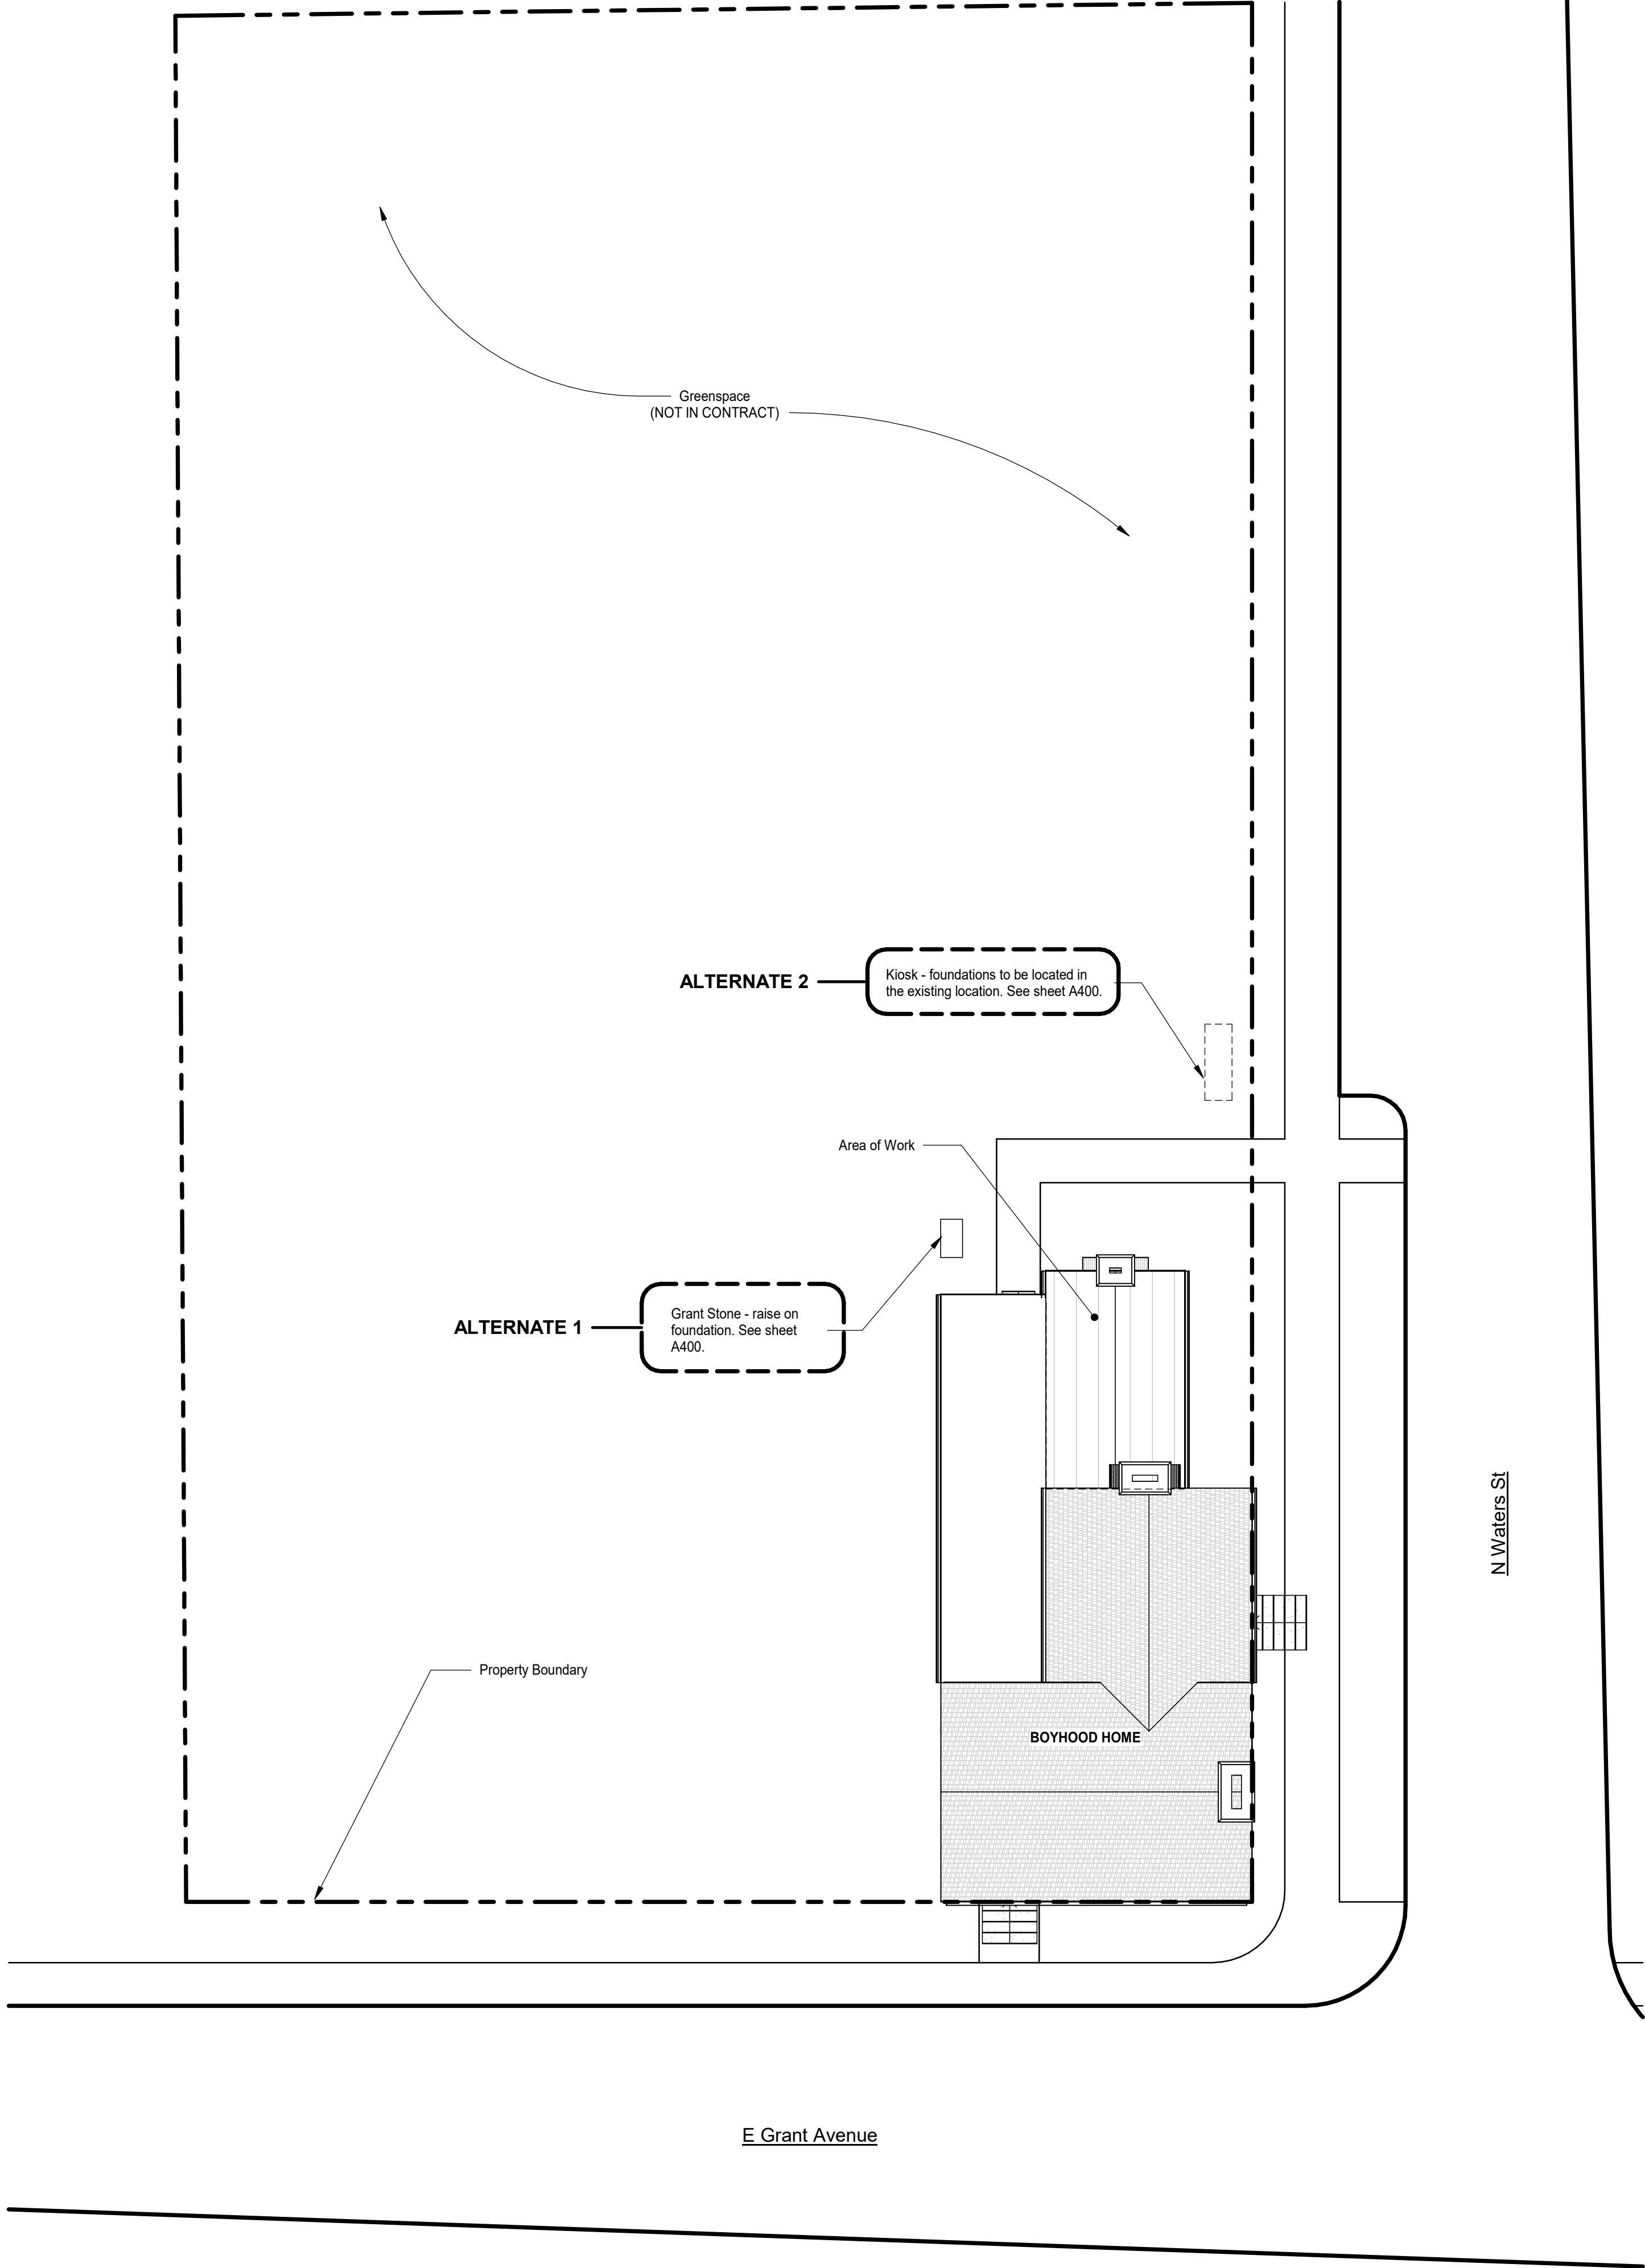 Greenspace
(NOT IN CONTRACT)
ALTERNATE 2
Kiosk - foundations to be located in
the existing location. See sheet A400.
Area of Work
ALTERNATE 1
Grant Stone - raise on
foundation. See sheet
A400.
N Waters St
Property Boundary
BOYHOOD HOME
E Grant Avenue